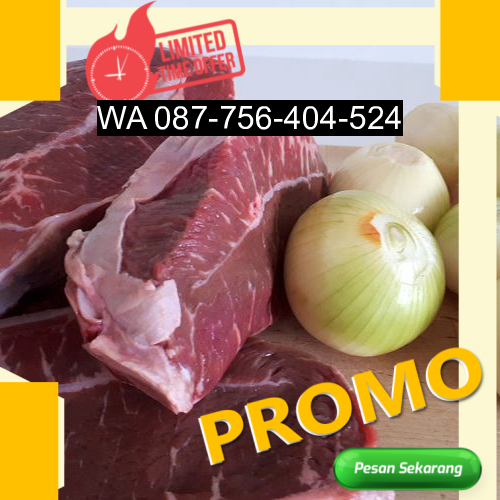 LIMITED
TIME OFFER
WA 087-756-404-524
PROMO
Pesan Sekarang